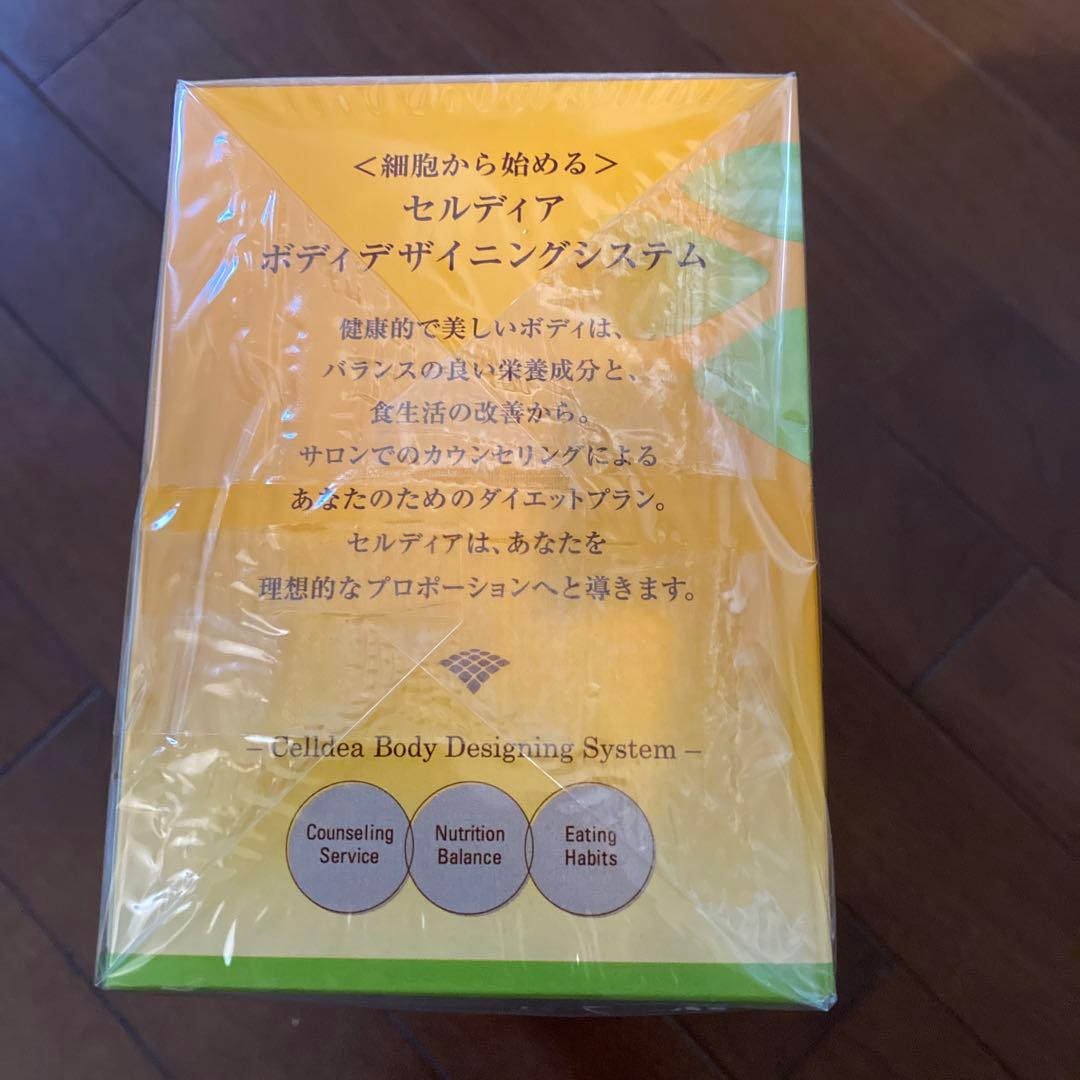 <細胞から始める>
セルディア
ボディデザイニングシステム
健康的で美しいボディは、
バランスの良い栄養成分と、
食生活の改善から。
サロンでのカウンセリングによる
あなたのためのダイエットプラン。
セルディアは、あなたを
理想的なプロポーションへと導きます。
– Celldea Body Designing System –
Counseling Service
Nutrition Balance
Eating Habits